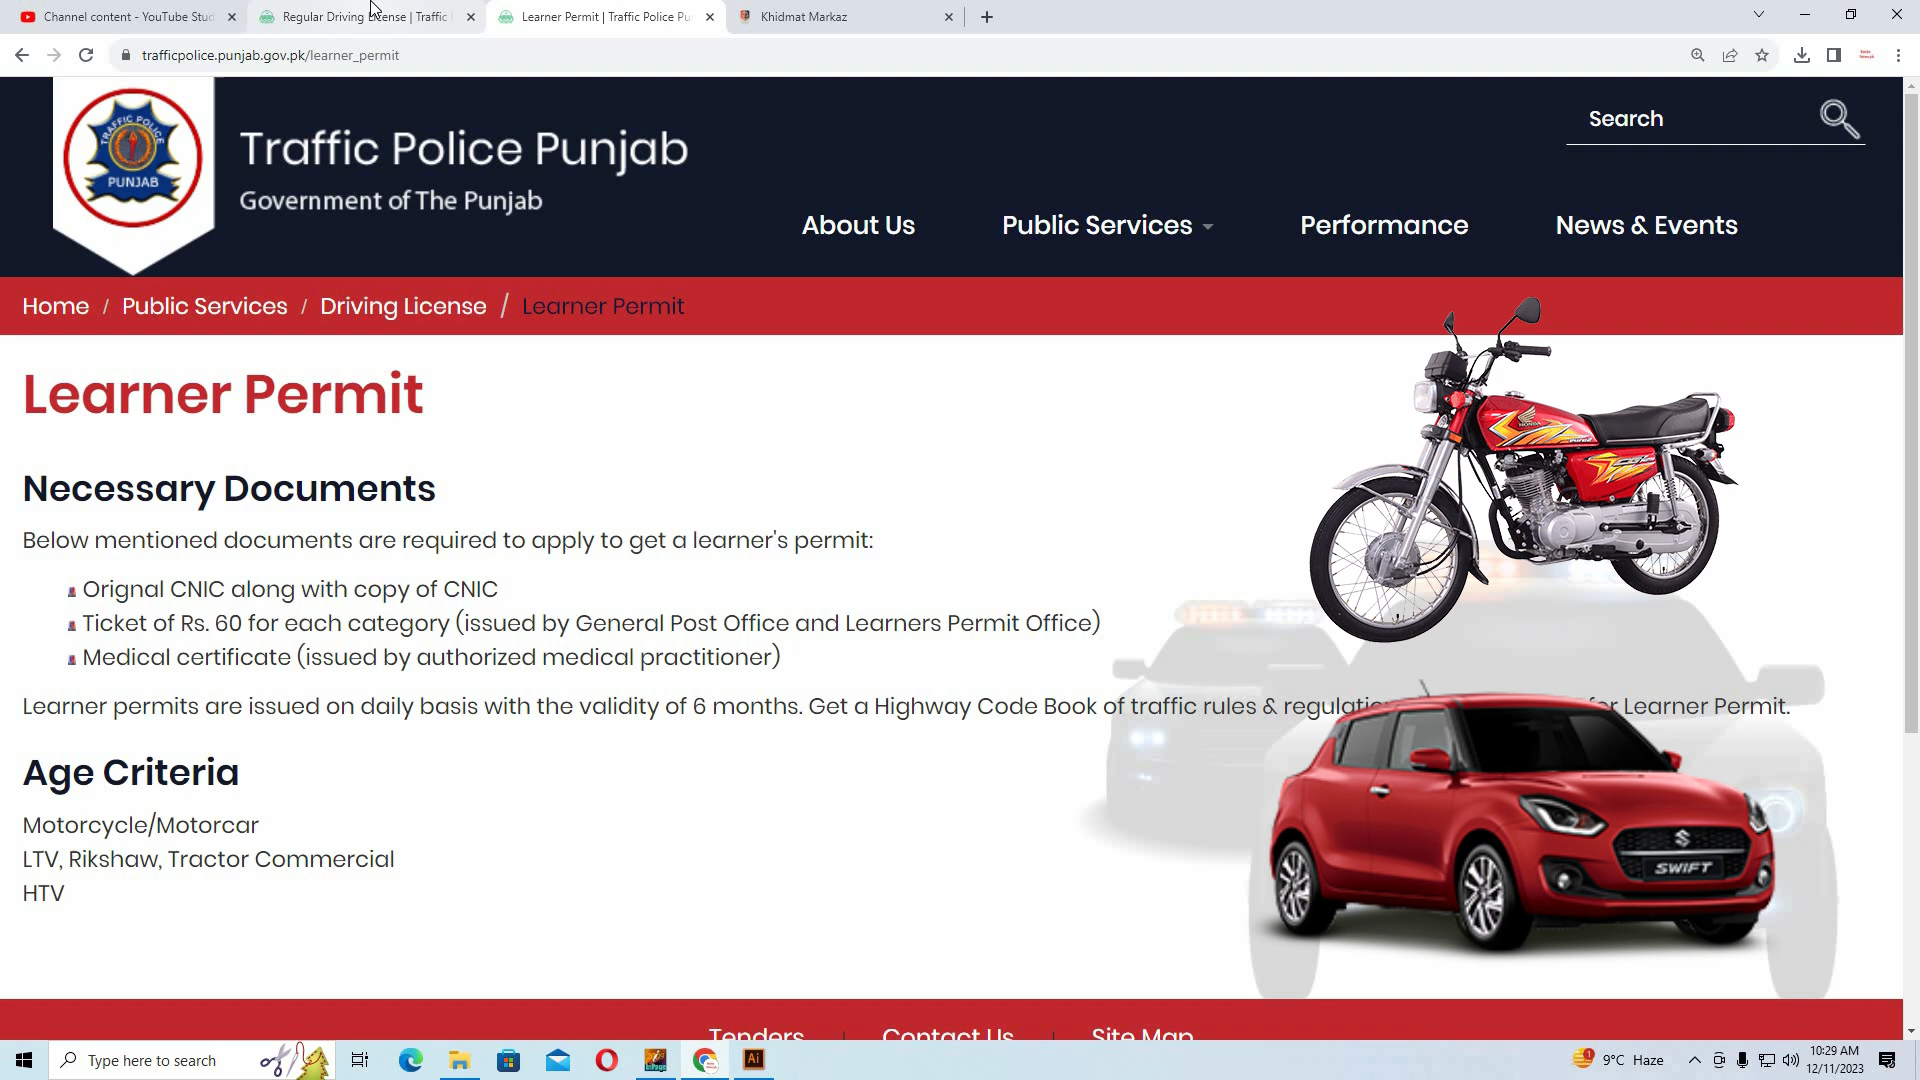 Channel content - YouTube Stud
Regular Driving License | Traffic
Learner Permit | Traffic Police Pu
Khidmat Markaz
trafficpolice.punjab.gov.pk/learner_permit
TRAFFIC POLICE
PUNJAB
Traffic Police Punjab
Government of The Punjab
Search
About Us
Public Services
Performance
News & Events
Home / Public Services / Driving License / Learner Permit
Learner Permit
Necessary Documents
Below mentioned documents are required to apply to get a learner's permit:
Orignal CNIC along with copy of CNIC
Ticket of Rs. 60 for each category (issued by General Post Office and Learners Permit Office)
Medical certificate (issued by authorized medical practitioner)
Learner permits are issued on daily basis with the validity of 6 months. Get a Highway Code Book of traffic rules & regulatio r Learner Permit.
Age Criteria
Motorcycle/Motorcar
LTV, Rikshaw, Tractor Commercial
HTV
HONDA
SWIFT
Tenders | Contact Us | Site Map
Type here to search
Ai
1
9°C Haze
10:29 AM
12/11/2023